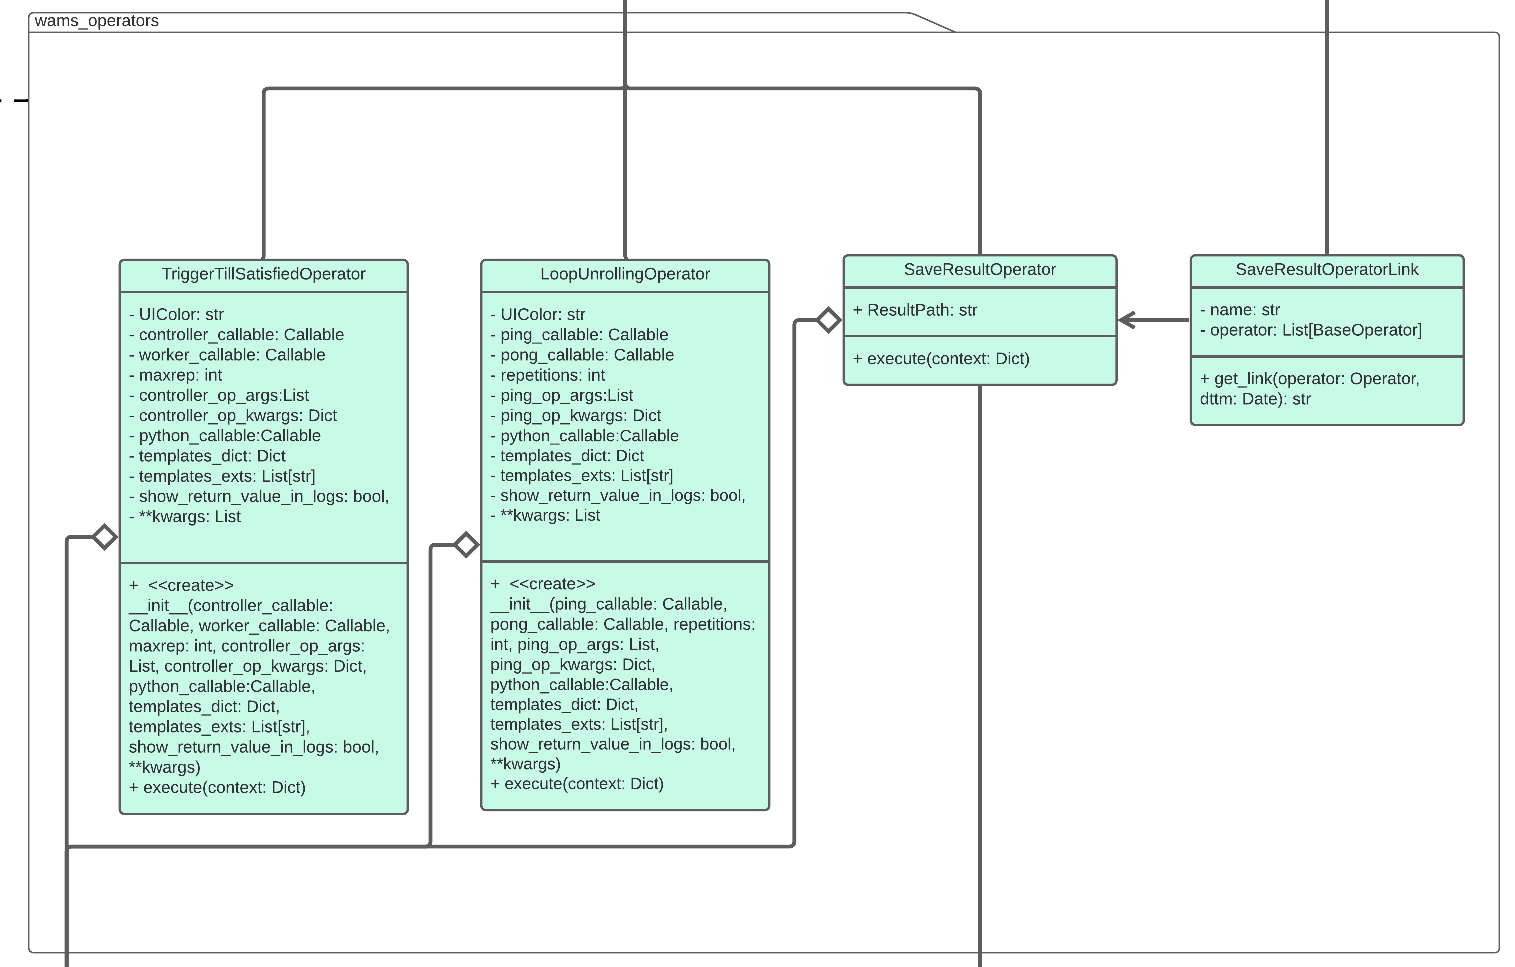 wams_operators
TriggerTillSatisfiedOperator
- UIColor: str
- controller_callable: Callable
- worker_callable: Callable
- maxrep: int
- controller_op_args:List
- controller_op_kwargs: Dict
- python_callable:Callable
- templates_dict: Dict
- templates_exts: List[str]
- show_return_value_in_logs: bool,
- **kwargs: List
+  <<create>>
__init__(controller_callable:
Callable, worker_callable: Callable,
maxrep: int, controller_op_args:
List, controller_op_kwargs: Dict,
python_callable:Callable,
templates_dict: Dict,
templates_exts: List[str],
show_return_value_in_logs: bool,
**kwargs)
+ execute(context: Dict)
LoopUnrollingOperator
- UIColor: str
- ping_callable: Callable
- pong_callable: Callable
- repetitions: int
- ping_op_args:List
- ping_op_kwargs: Dict
- python_callable:Callable
- templates_dict: Dict
- templates_exts: List[str]
- show_return_value_in_logs: bool,
- **kwargs: List
+  <<create>>
__init__(ping_callable: Callable,
pong_callable: Callable, repetitions:
int, ping_op_args: List,
ping_op_kwargs: Dict,
python_callable:Callable,
templates_dict: Dict,
templates_exts: List[str],
show_return_value_in_logs: bool,
**kwargs)
+ execute(context: Dict)
SaveResultOperator
+ ResultPath: str
+ execute(context: Dict)
SaveResultOperatorLink
- name: str
- operator: List[BaseOperator]
+ get_link(operator: Operator,
dttm: Date): str